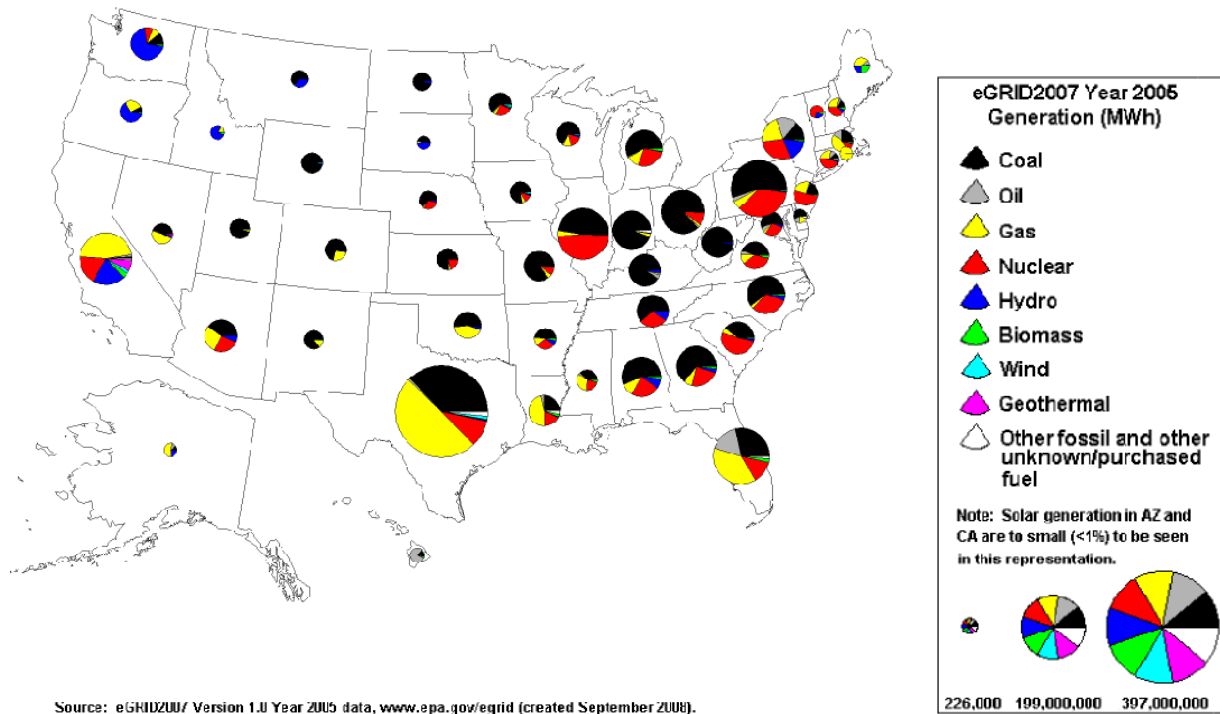 eGRID2007 Year 2005
Generation (MWh)
Coal
Oil
Gas
Nuclear
Hydro
Biomass
Wind
Geothermal
Other fossil and other
unknown/purchased
fuel
Note: Solar generation in AZ and
CA are to small (<1%) to be seen
in this representation.
226,000 199,000,000 397,000,000
Source: eGRID2007 Version 1.0 Year 2005 data, www.epa.gov/egrid (created September 2008).